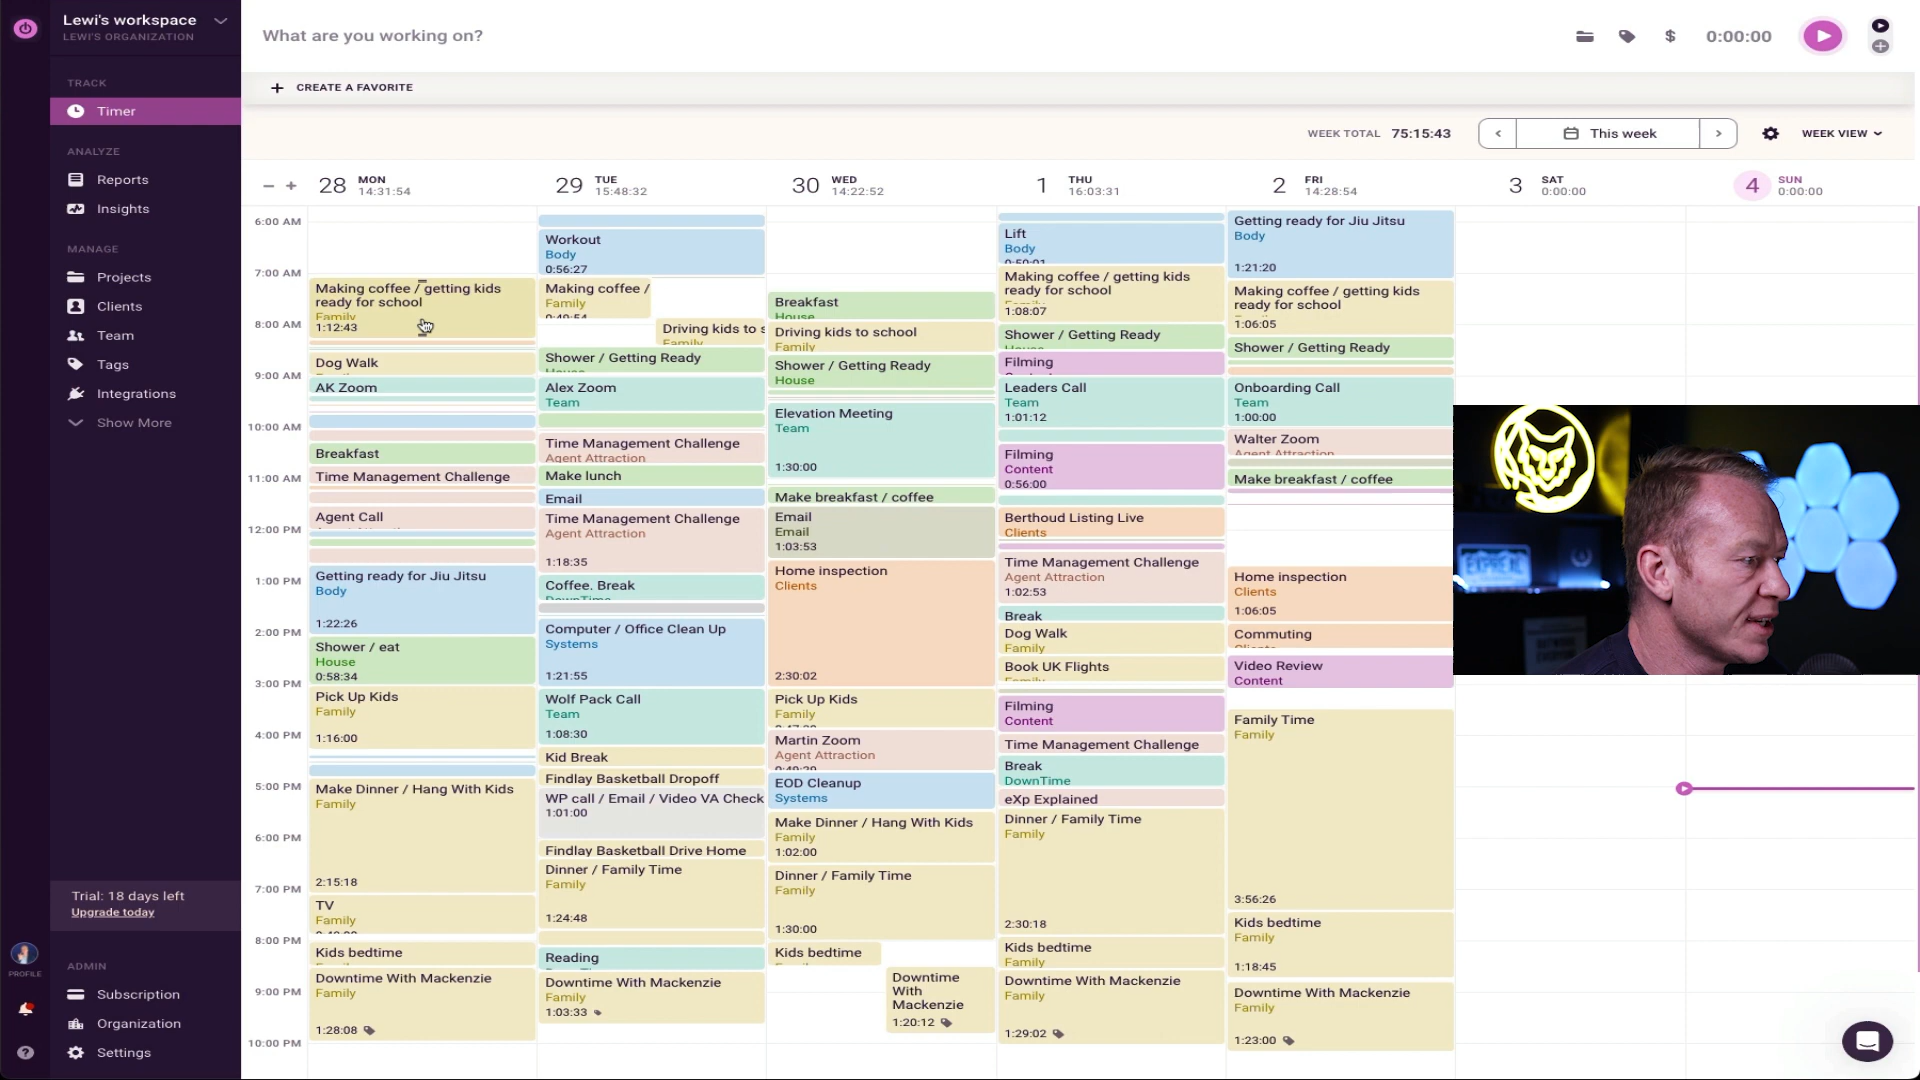 Lewi's workspace
LEWI'S ORGANIZATION
What are you working on?
0:00:00
CREATE A FAVORITE
TRACK
Timer
ANALYZE
Reports
Insights
MANAGE
Projects
Clients
Team
Tags
Integrations
Show More
Trial: 18 days left
Upgrade today
PROFILE
ADMIN
Subscription
Organization
Settings
WEEK TOTAL 75:15:43
This week
WEEK VIEW
28 MON 14:31:54
29 TUE 15:48:32
30 WED 14:22:52
1 THU 16:03:31
2 FRI 14:28:54
3 SAT 0:00:00
4 SUN 0:00:00
6:00 AM
7:00 AM
8:00 AM
9:00 AM
10:00 AM
11:00 AM
12:00 PM
1:00 PM
2:00 PM
3:00 PM
4:00 PM
5:00 PM
6:00 PM
7:00 PM
8:00 PM
9:00 PM
10:00 PM
Making coffee / getting kids
ready for school
Family
1:12:43
Dog Walk
AK Zoom
Breakfast
Time Management Challenge
Agent Call
Getting ready for Jiu Jitsu
Body
1:22:26
Shower / eat
House
0:58:34
Pick Up Kids
Family
1:16:00
Make Dinner / Hang With Kids
Family
2:15:18
TV
Family
Kids bedtime
Downtime With Mackenzie
Family
1:28:08
Workout
Body
0:56:27
Making coffee /
Family
0:49:54
Driving kids to s
Family
Shower / Getting Ready
House
Alex Zoom
Team
Time Management Challenge
Agent Attraction
Make lunch
Email
Time Management Challenge
Agent Attraction
1:18:35
Coffee. Break
DownTime
Computer / Office Clean Up
Systems
1:21:55
Wolf Pack Call
Team
1:08:30
Kid Break
Findlay Basketball Dropoff
WP call / Email / Video VA Check
1:01:00
Findlay Basketball Drive Home
Dinner / Family Time
Family
1:24:48
Reading
Downtime With Mackenzie
Family
1:03:33
Breakfast
House
Driving kids to school
Family
Shower / Getting Ready
House
Elevation Meeting
Team
1:30:00
Make breakfast / coffee
Email
Email
1:03:53
Home inspection
Clients
2:30:02
Pick Up Kids
Family
Martin Zoom
Agent Attraction
EOD Cleanup
Systems
Make Dinner / Hang With Kids
Family
1:02:00
Dinner / Family Time
Family
1:30:00
Kids bedtime
Downtime
With
Mackenzie
1:20:12
Lift
Body
Making coffee / getting kids
ready for school
Family
1:08:07
Shower / Getting Ready
Filming
Leaders Call
Team
1:01:12
Filming
Content
0:56:00
Berthoud Listing Live
Clients
Time Management Challenge
Agent Attraction
1:02:53
Break
Dog Walk
Family
Book UK Flights
Family
Filming
Content
Time Management Challenge
Break
DownTime
eXp Explained
Dinner / Family Time
Family
2:30:18
Kids bedtime
Downtime With Mackenzie
Family
1:29:02
Getting ready for Jiu Jitsu
Body
1:21:20
Making coffee / getting kids
ready for school
1:06:05
Shower / Getting Ready
Onboarding Call
Team
1:00:00
Walter Zoom
Agent Attraction
Make breakfast / coffee
Home inspection
Clients
1:06:05
Commuting
Clients
Video Review
Content
Family Time
Family
3:56:26
Kids bedtime
Family
1:18:45
Downtime With Mackenzie
Family
1:23:00